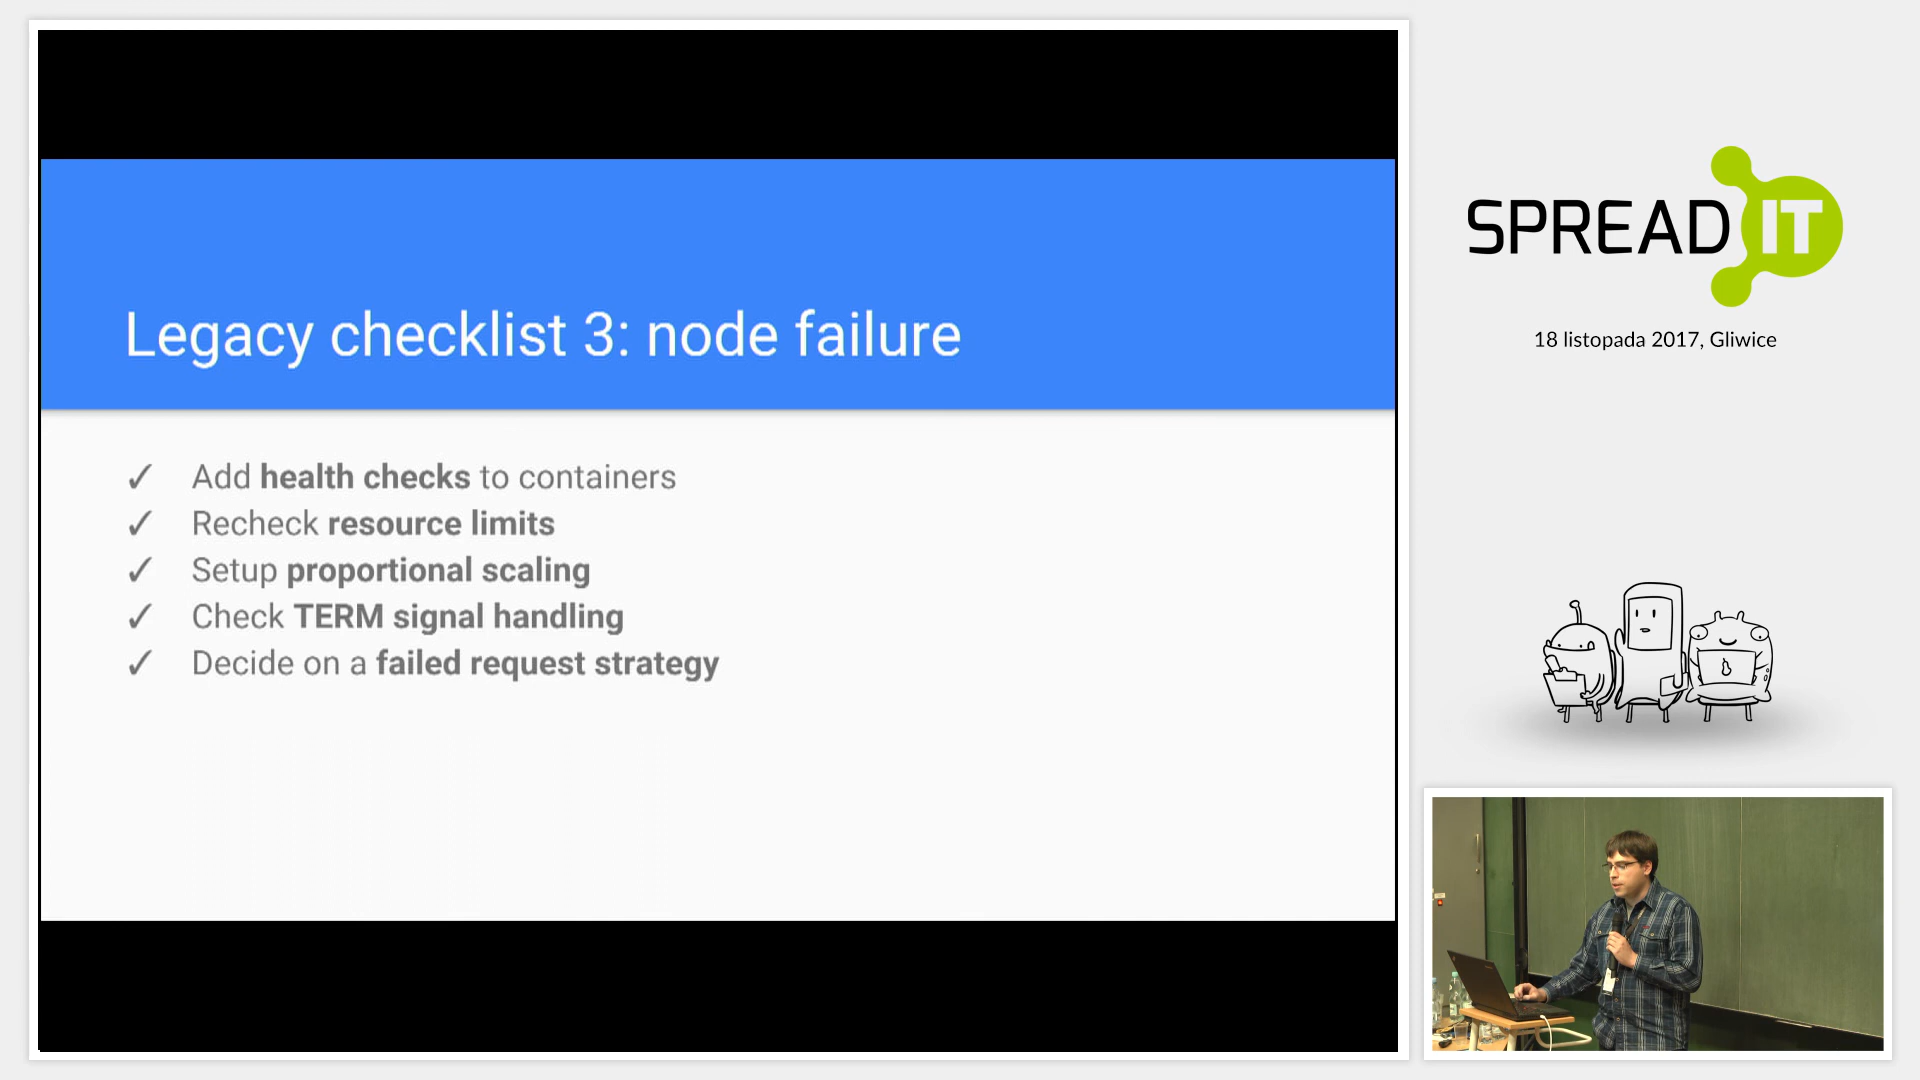 Legacy checklist 3: node failure
✓ Add health checks to containers
✓ Recheck resource limits
✓ Setup proportional scaling
✓ Check TERM signal handling
✓ Decide on a failed request strategy
SPREAD IT
18 listopada 2017, Gliwice